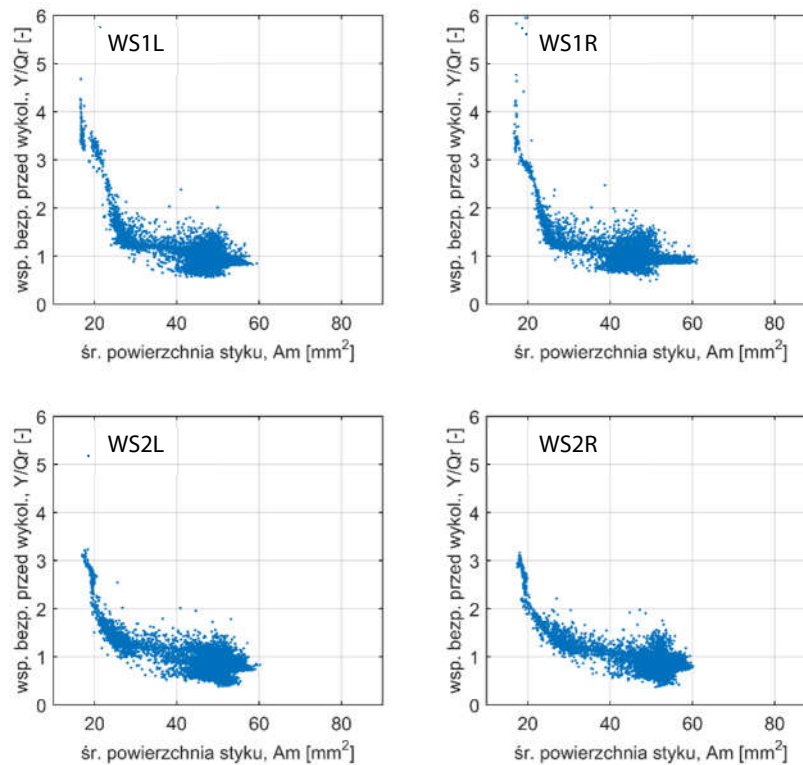 WS1L
wsp. bezp. przed wykol., Y/Qr [-]
6
5
4
3
2
1
0
20 40 60 80
śr. powierzchnia styku, Am [mm²]
WS1R
wsp. bezp. przed wykol., Y/Qr [-]
6
5
4
3
2
1
0
20 40 60 80
śr. powierzchnia styku, Am [mm²]
WS2L
wsp. bezp. przed wykol., Y/Qr [-]
6
5
4
3
2
1
0
20 40 60 80
śr. powierzchnia styku, Am [mm²]
WS2R
wsp. bezp. przed wykol., Y/Qr [-]
6
5
4
3
2
1
0
20 40 60 80
śr. powierzchnia styku, Am [mm²]